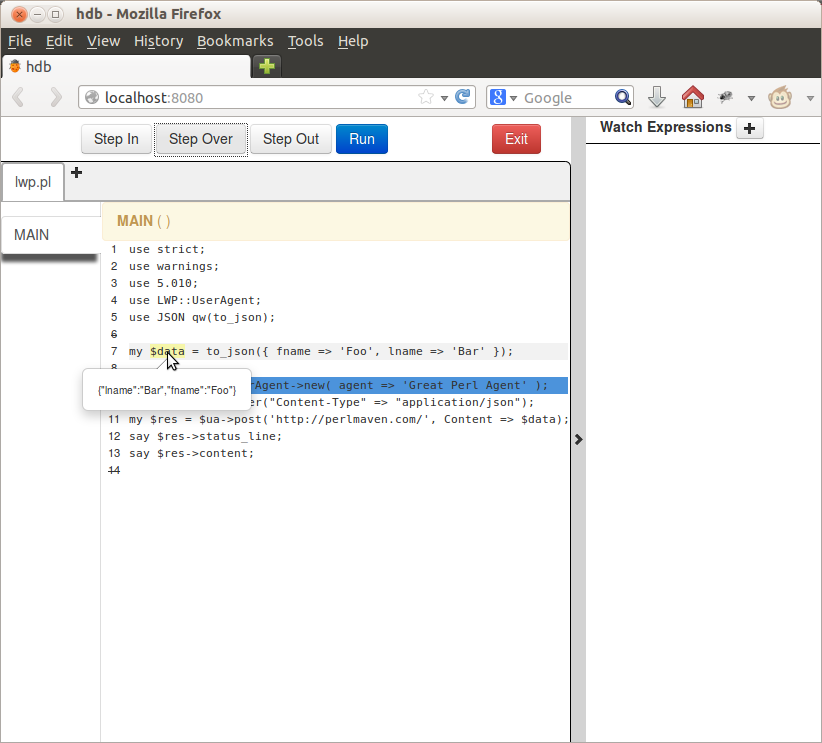 hdb - Mozilla Firefox
File Edit View History Bookmarks Tools Help
hdb
localhost:8080
Google
Step In Step Over Step Out Run Exit
Watch Expressions +
lwp.pl +
MAIN
MAIN ( )
1 use strict;
2 use warnings;
3 use 5.010;
4 use LWP::UserAgent;
5 use JSON qw(to_json);
6
7 my $data = to_json({ fname => 'Foo', lname => 'Bar' });
{"lname":"Bar","fname":"Foo"}
rAgent->new( agent => 'Great Perl Agent' );
er("Content-Type" => "application/json");
11 my $res = $ua->post('http://perlmaven.com/', Content => $data);
12 say $res->status_line;
13 say $res->content;
14